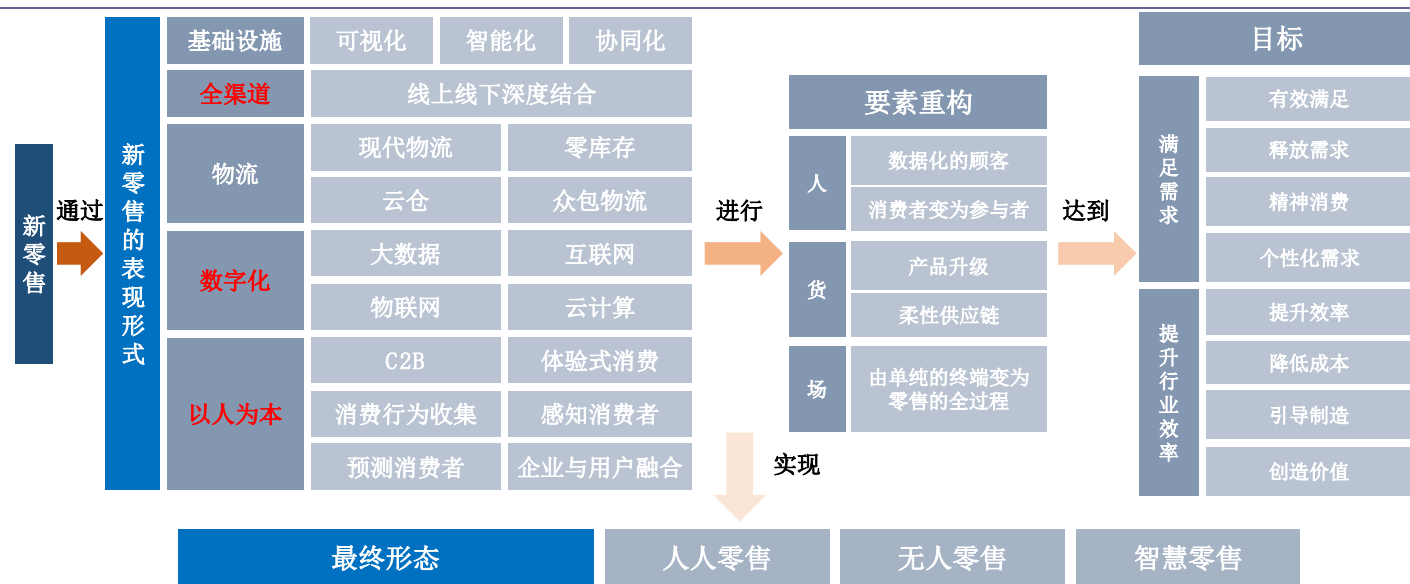 新零售
通过
新零售的表现形式
基础设施
可视化
智能化
协同化
全渠道
线上线下深度结合
物流
现代物流
零库存
云仓
众包物流
数字化
大数据
互联网
物联网
云计算
以人为本
C2B
体验式消费
消费行为收集
感知消费者
预测消费者
企业与用户融合
进行
要素重构
人
数据化的顾客
消费者变为参与者
货
产品升级
柔性供应链
场
由单纯的终端变为
零售的全过程
达到
目标
满足需求
有效满足
释放需求
精神消费
个性化需求
提升行业效率
提升效率
降低成本
引导制造
创造价值
实现
最终形态
人人零售
无人零售
智慧零售